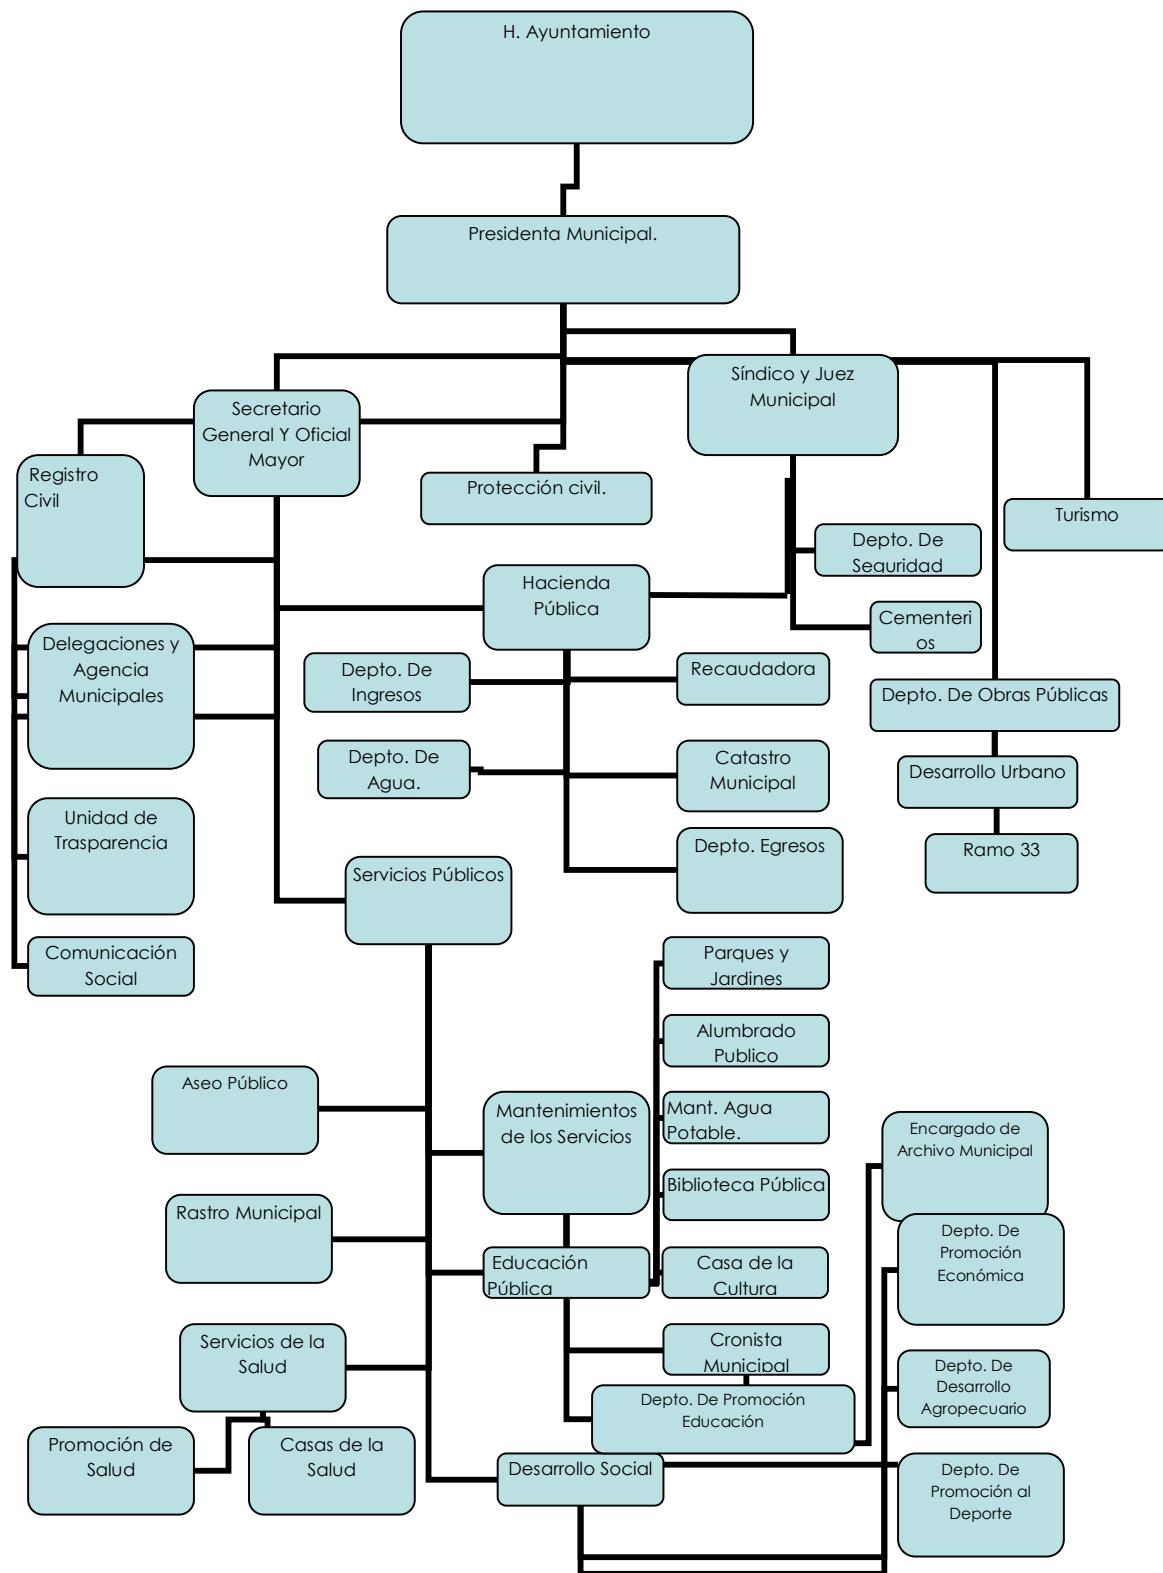 H. Ayuntamiento
Presidenta Municipal.
Síndico y Juez
Municipal
Secretario
General Y Oficial
Mayor
Registro
Civil
Protección civil.
Turismo
Depto. De
Seguridad
Hacienda
Pública
Cementeri
os
Delegaciones y
Agencia
Municipales
Depto. De
Ingresos
Recaudadora
Depto. De Obras Públicas
Depto. De
Agua.
Catastro
Municipal
Desarrollo Urbano
Unidad de
Trasparencia
Depto. Egresos
Ramo 33
Servicios Públicos
Comunicación
Social
Parques y
Jardines
Alumbrado
Publico
Aseo Público
Mantenimientos
de los Servicios
Mant. Agua
Potable.
Encargado de
Archivo Municipal
Biblioteca Pública
Rastro Municipal
Depto. De
Promoción
Económica
Educación
Pública
Casa de la
Cultura
Servicios de la
Salud
Cronista
Municipal
Depto. De
Desarrollo
Agropecuario
Depto. De Promoción
Educación
Promoción de
Salud
Casas de la
Salud
Desarrollo Social
Depto. De
Promoción al
Deporte